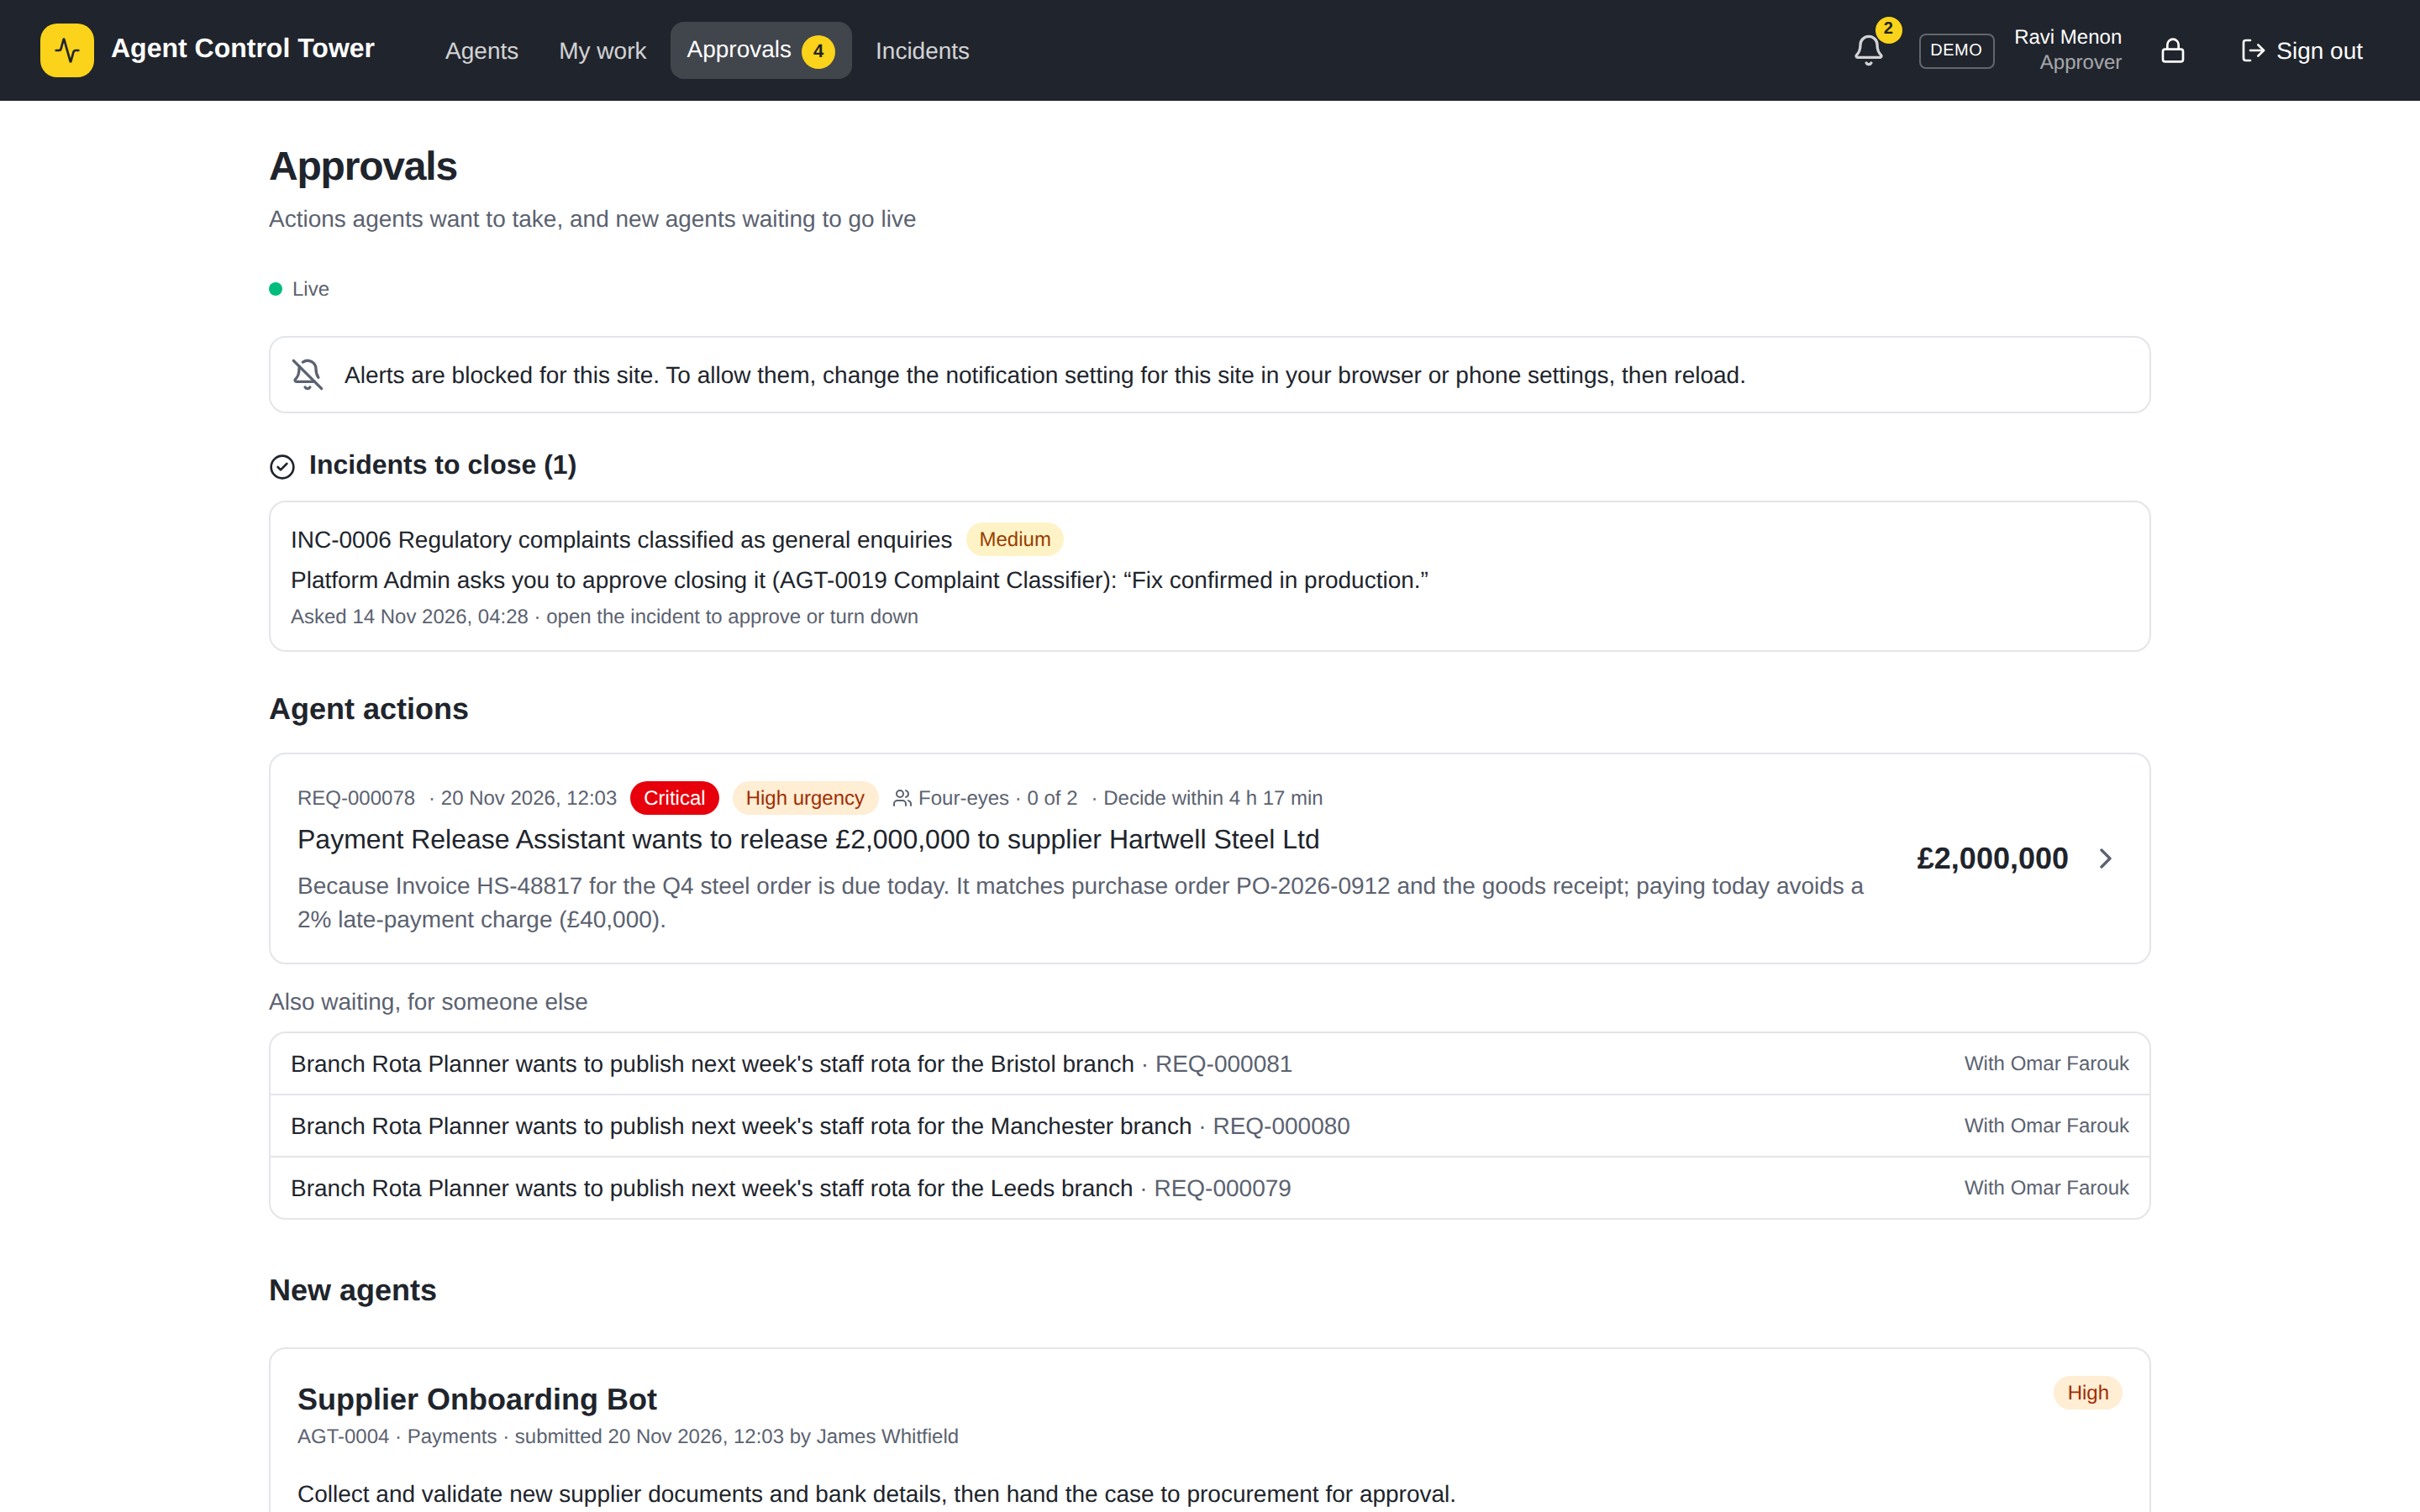 Agent Control Tower
Agents
My work
Approvals 4
Incidents
2
DEMO
Ravi Menon
Approver
Sign out
Approvals
Actions agents want to take, and new agents waiting to go live
Live
Alerts are blocked for this site. To allow them, change the notification setting for this site in your browser or phone settings, then reload.
Incidents to close (1)
INC-0006 Regulatory complaints classified as general enquiries Medium
Platform Admin asks you to approve closing it (AGT-0019 Complaint Classifier): “Fix confirmed in production.”
Asked 14 Nov 2026, 04:28 · open the incident to approve or turn down
Agent actions
REQ-000078 · 20 Nov 2026, 12:03 Critical High urgency Four-eyes · 0 of 2 · Decide within 4 h 17 min
Payment Release Assistant wants to release £2,000,000 to supplier Hartwell Steel Ltd
£2,000,000
Because Invoice HS-48817 for the Q4 steel order is due today. It matches purchase order PO-2026-0912 and the goods receipt; paying today avoids a
2% late-payment charge (£40,000).
Also waiting, for someone else
Branch Rota Planner wants to publish next week's staff rota for the Bristol branch · REQ-000081 With Omar Farouk
Branch Rota Planner wants to publish next week's staff rota for the Manchester branch · REQ-000080 With Omar Farouk
Branch Rota Planner wants to publish next week's staff rota for the Leeds branch · REQ-000079 With Omar Farouk
New agents
Supplier Onboarding Bot High
AGT-0004 · Payments · submitted 20 Nov 2026, 12:03 by James Whitfield
Collect and validate new supplier documents and bank details, then hand the case to procurement for approval.